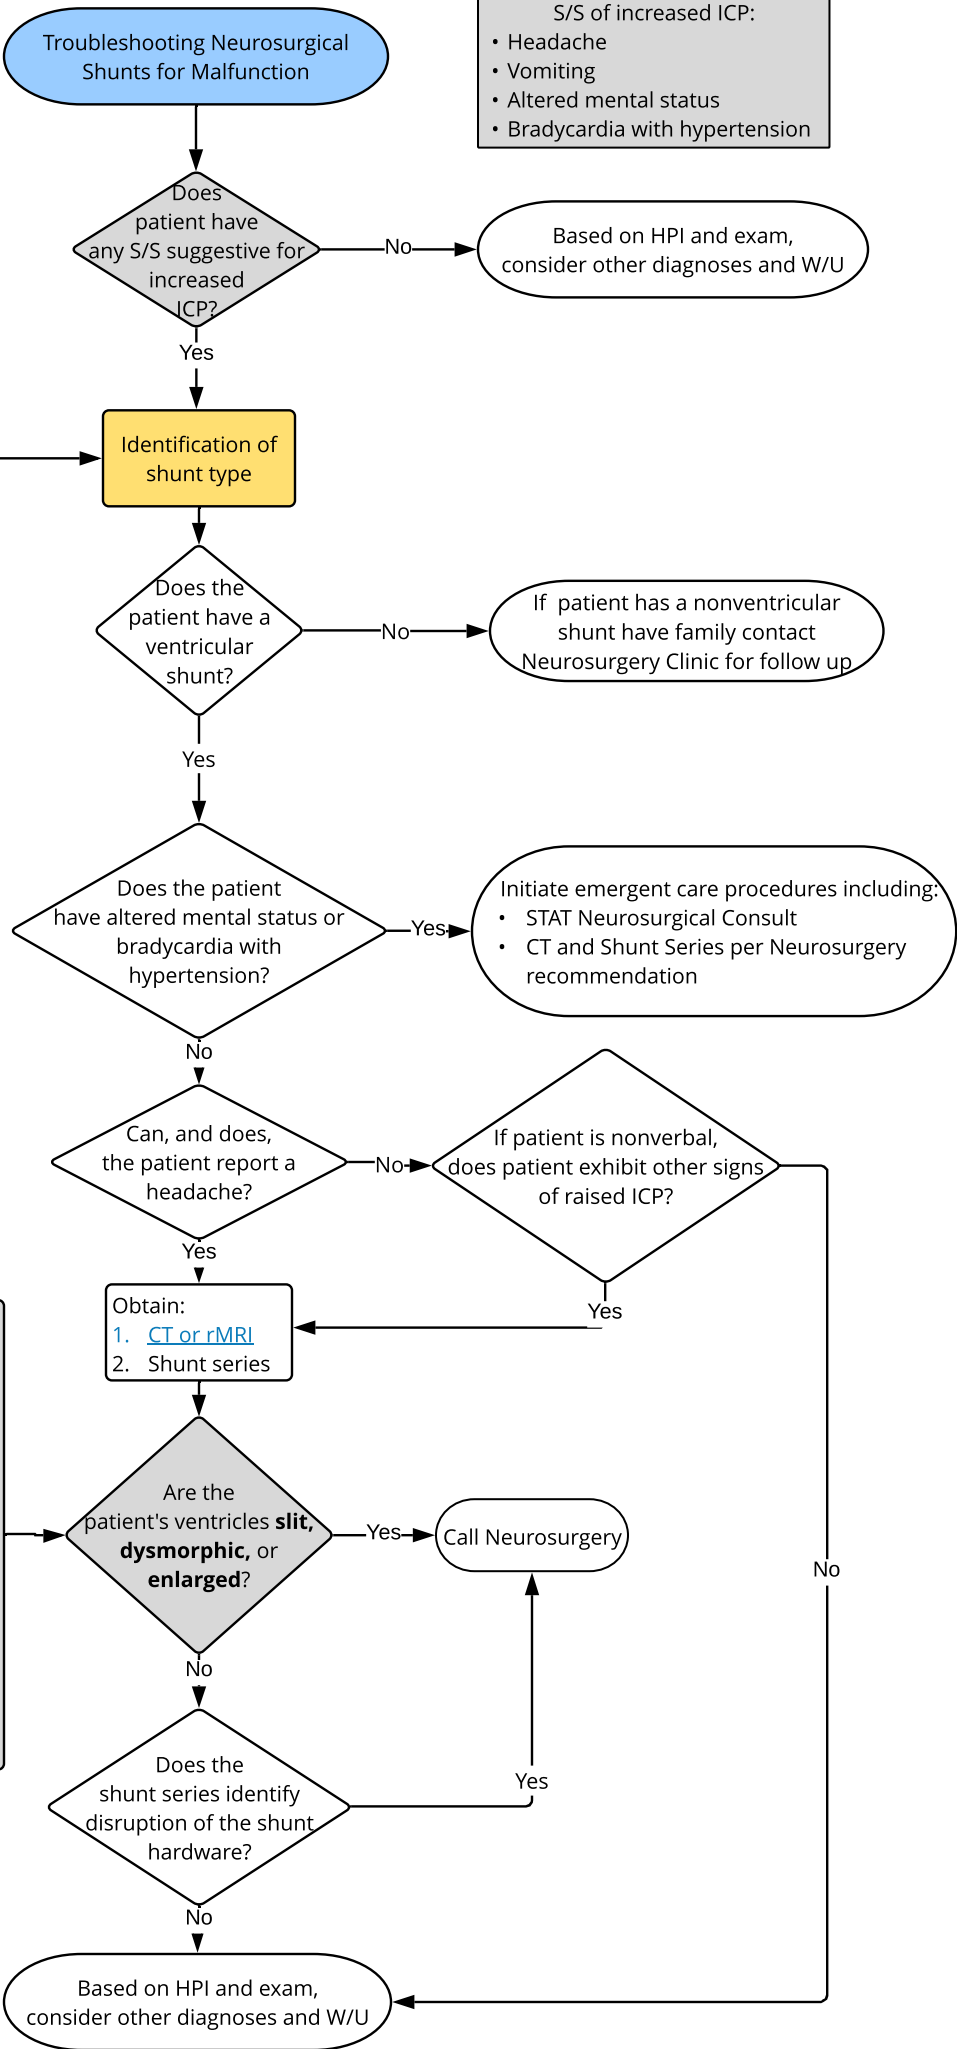 Troubleshooting Neurosurgical
Shunts for Malfunction
S/S of increased ICP:
• Headache
• Vomiting
• Altered mental status
• Bradycardia with hypertension
Does
patient have
any S/S suggestive for
increased
ICP?
No
Based on HPI and exam,
consider other diagnoses and W/U
Yes
Identification of
shunt type
Does the
patient have a
ventricular
shunt?
No
If patient has a nonventricular
shunt have family contact
Neurosurgery Clinic for follow up
Yes
Does the patient
have altered mental status or
bradycardia with
hypertension?
Yes
Initiate emergent care procedures including:
• STAT Neurosurgical Consult
• CT and Shunt Series per Neurosurgery
recommendation
No
Can, and does,
the patient report a
headache?
No
If patient is nonverbal,
does patient exhibit other signs
of raised ICP?
Yes
Yes
Obtain:
1. CT or rMRI
2. Shunt series
Are the
patient's ventricles slit,
dysmorphic, or
enlarged?
Yes
Call Neurosurgery
No
No
Does the
shunt series identify
disruption of the shunt
hardware?
Yes
No
Based on HPI and exam,
consider other diagnoses and W/U